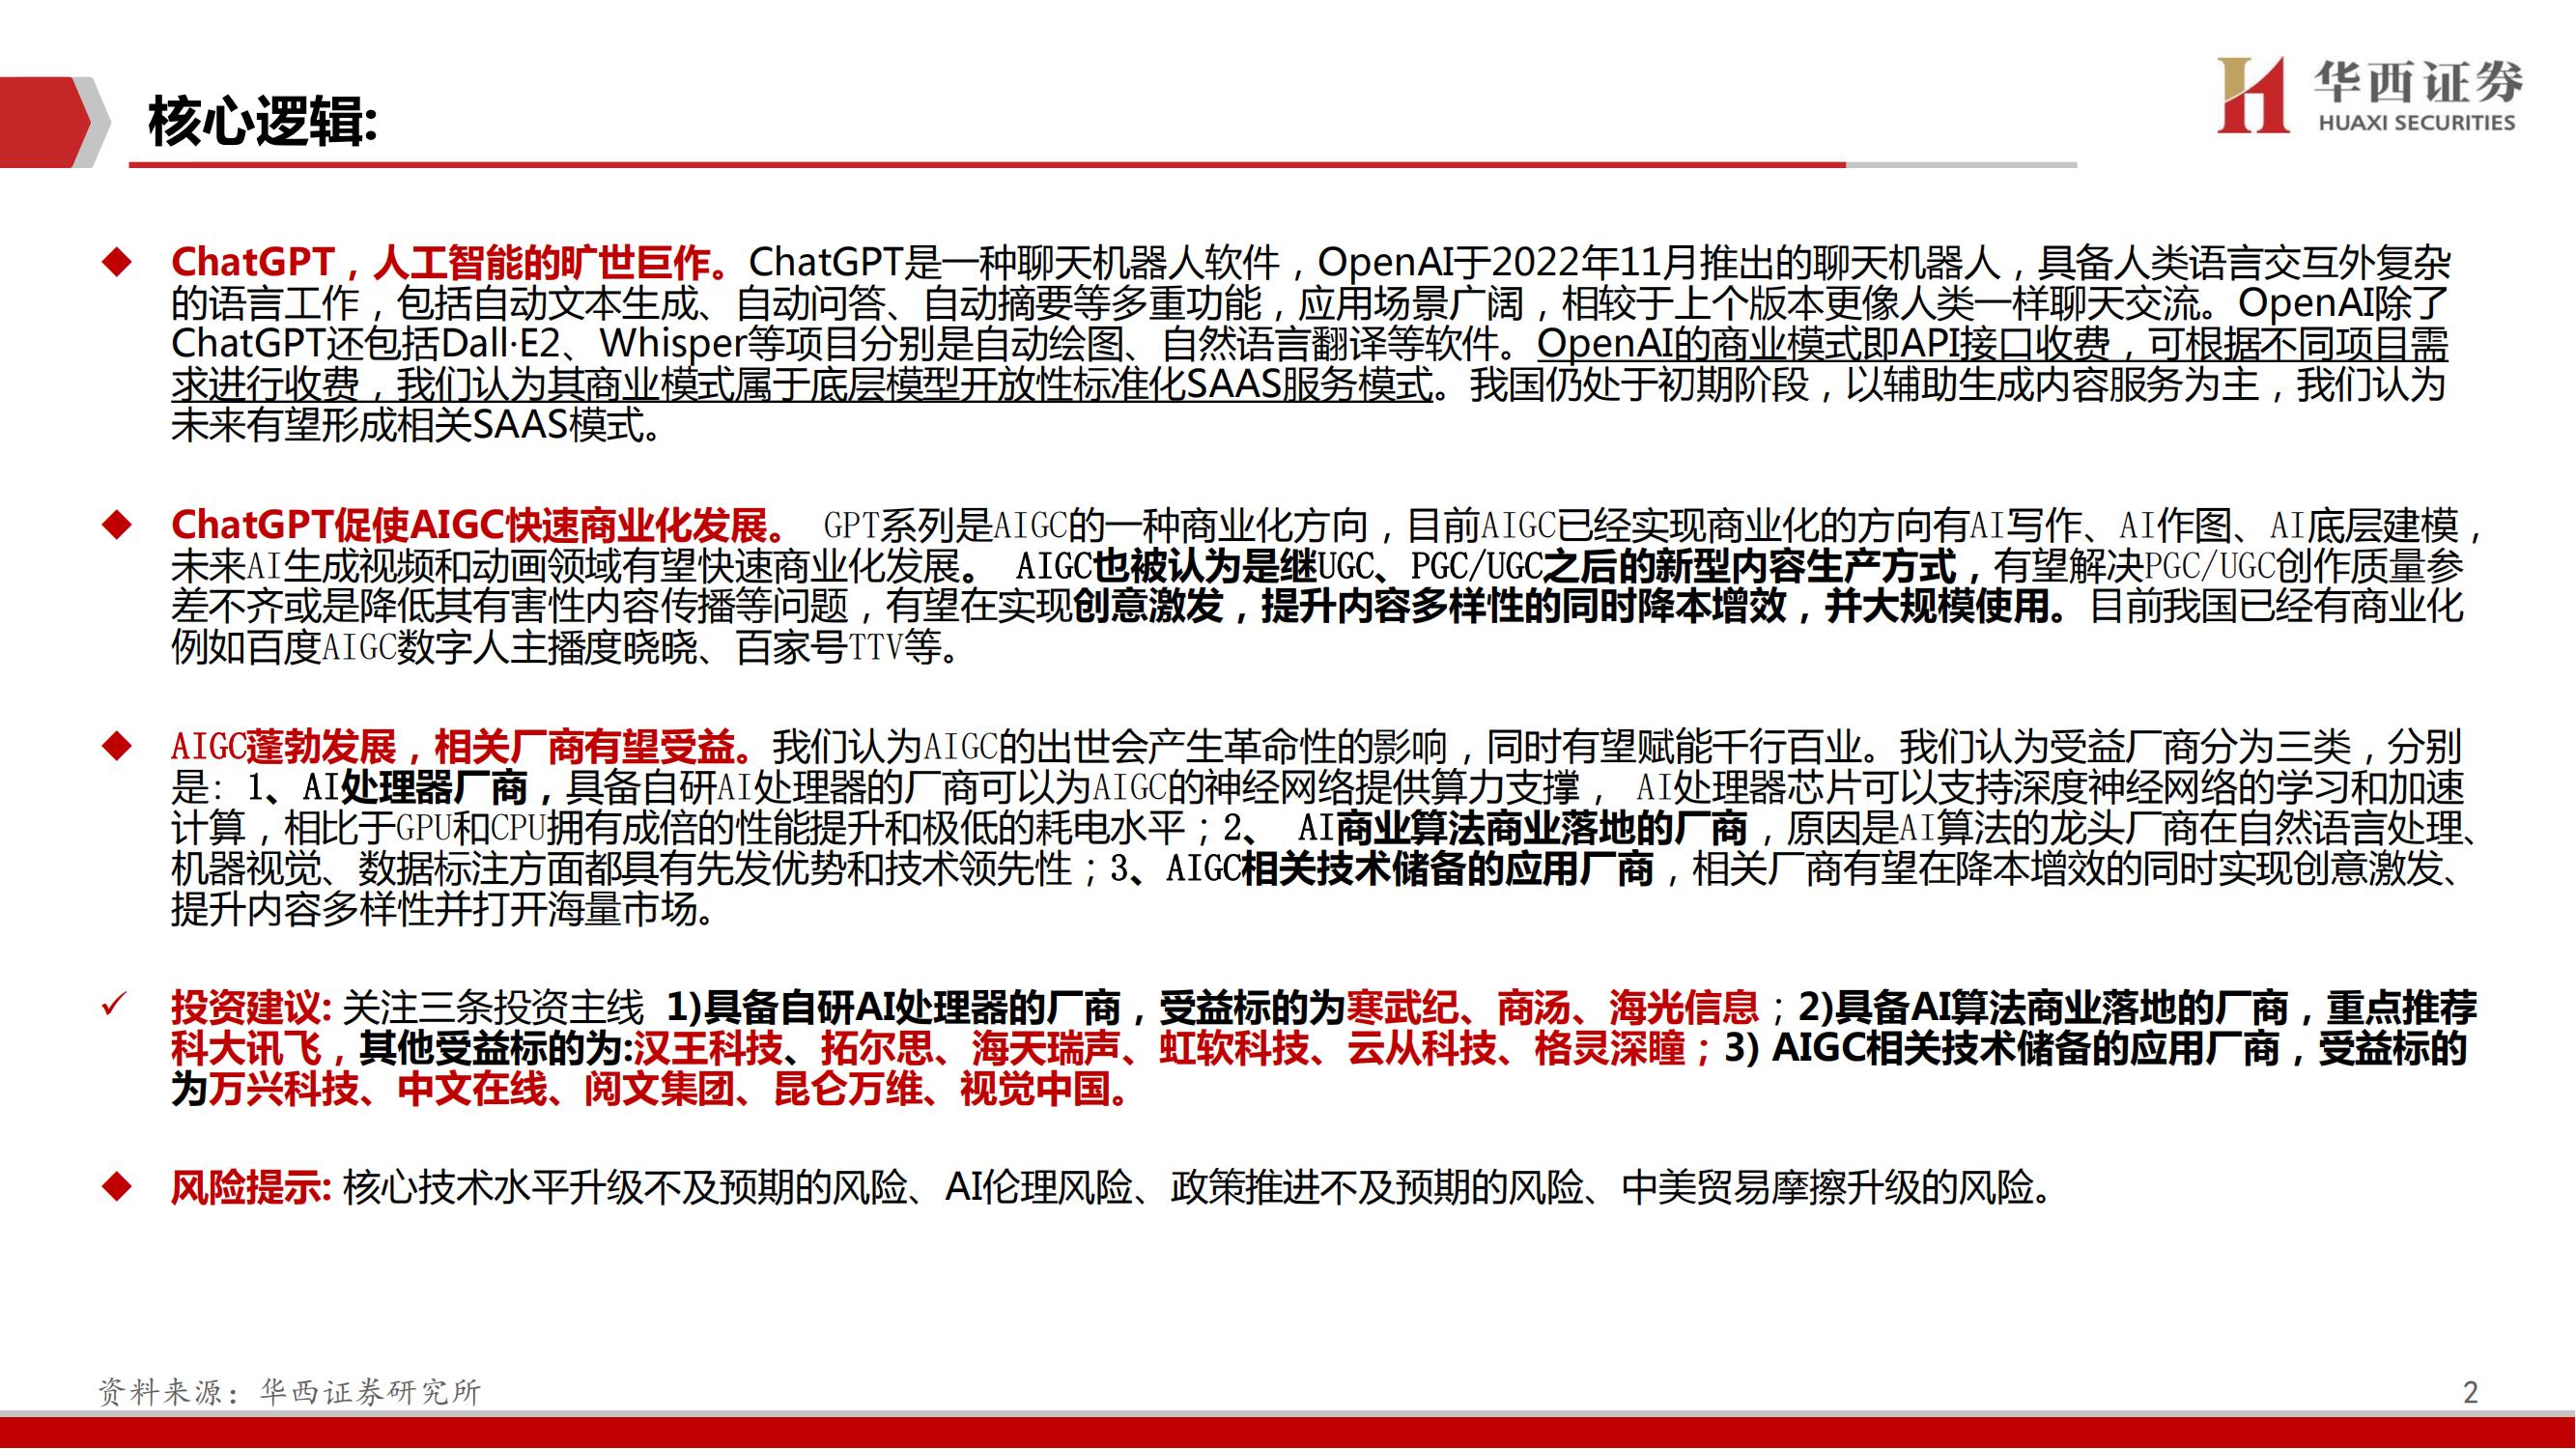 核心逻辑:
华西证券
HUAXI SECURITIES
ChatGPT，人工智能的旷世巨作。ChatGPT是一种聊天机器人软件，OpenAI于2022年11月推出的聊天机器人，具备人类语言交互外复杂
的语言工作，包括自动文本生成、自动问答、自动摘要等多重功能，应用场景广阔，相较于上个版本更像人类一样聊天交流。OpenAI除了
ChatGPT还包括Dall·E2、Whisper等项目分别是自动绘图、自然语言翻译等软件。OpenAI的商业模式即API接口收费，可根据不同项目需
求进行收费，我们认为其商业模式属于底层模型开放性标准化SAAS服务模式。我国仍处于初期阶段，以辅助生成内容服务为主，我们认为
未来有望形成相关SAAS模式。
ChatGPT促使AIGC快速商业化发展。 GPT系列是AIGC的一种商业化方向，目前AIGC已经实现商业化的方向有AI写作、AI作图、AI底层建模，
未来AI生成视频和动画领域有望快速商业化发展。 AIGC也被认为是继UGC、PGC/UGC之后的新型内容生产方式，有望解决PGC/UGC创作质量参
差不齐或是降低其有害性内容传播等问题，有望在实现创意激发，提升内容多样性的同时降本增效，并大规模使用。目前我国已经有商业化
例如百度AIGC数字人主播度晓晓、百家号TTV等。
AIGC蓬勃发展，相关厂商有望受益。我们认为AIGC的出世会产生革命性的影响，同时有望赋能千行百业。我们认为受益厂商分为三类，分别
是：1、AI处理器厂商，具备自研AI处理器的厂商可以为AIGC的神经网络提供算力支撑， AI处理器芯片可以支持深度神经网络的学习和加速
计算，相比于GPU和CPU拥有成倍的性能提升和极低的耗电水平；2、 AI商业算法商业落地的厂商，原因是AI算法的龙头厂商在自然语言处理、
机器视觉、数据标注方面都具有先发优势和技术领先性；3、AIGC相关技术储备的应用厂商，相关厂商有望在降本增效的同时实现创意激发、
提升内容多样性并打开海量市场。
投资建议: 关注三条投资主线 1)具备自研AI处理器的厂商，受益标的为寒武纪、商汤、海光信息；2)具备AI算法商业落地的厂商，重点推荐
科大讯飞，其他受益标的为:汉王科技、拓尔思、海天瑞声、虹软科技、云从科技、格灵深瞳；3) AIGC相关技术储备的应用厂商，受益标的
为万兴科技、中文在线、阅文集团、昆仑万维、视觉中国。
风险提示: 核心技术水平升级不及预期的风险、AI伦理风险、政策推进不及预期的风险、中美贸易摩擦升级的风险。
资料来源：华西证券研究所
2